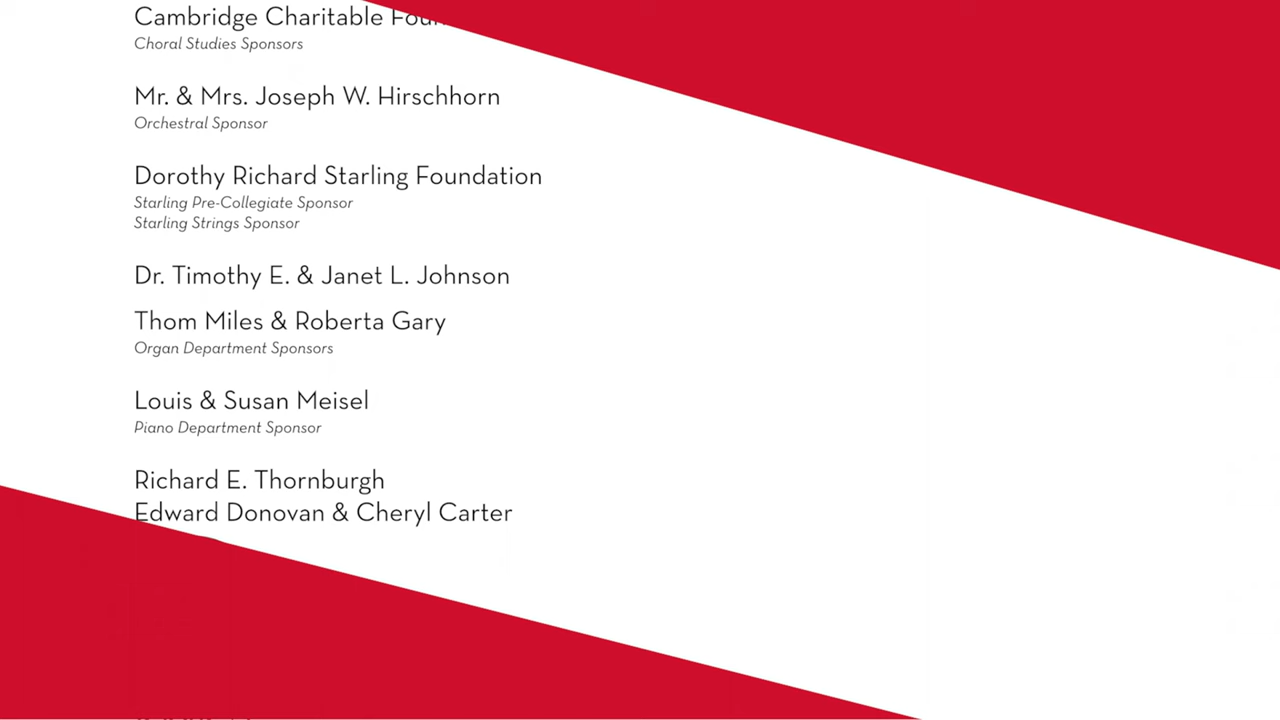 Cambridge Charitable
Choral Studies Sponsors
Mr. & Mrs. Joseph W. Hirschhorn
Orchestral Sponsor
Dorothy Richard Starling Foundation
Starling Pre-Collegiate Sponsor
Starling Strings Sponsor
Dr. Timothy E. & Janet L. Johnson
Thom Miles & Roberta Gary
Organ Department Sponsors
Louis & Susan Meisel
Piano Department Sponsor
Richard E. Thornburgh
Edward Donovan & Cheryl Carter